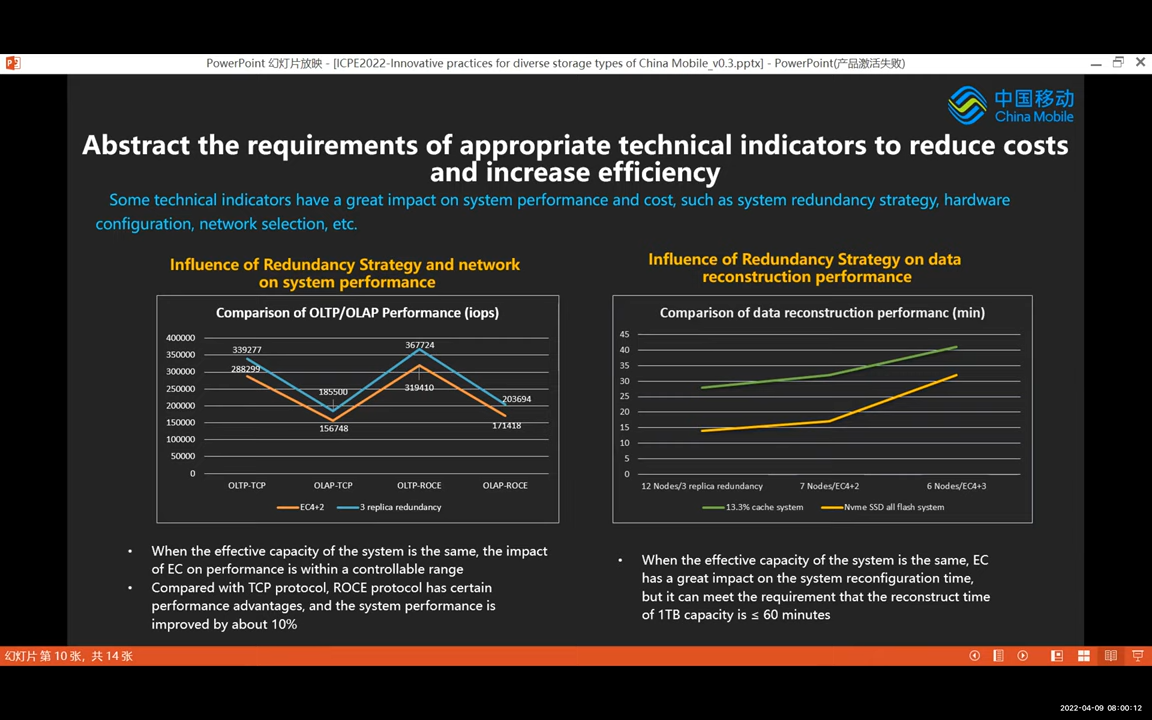 PowerPoint 幻灯片放映 - [ICPE2022-Innovative practices for diverse storage types of China Mobile_v0.3.pptx] - PowerPoint(产品激活失败)
中国移动
China Mobile
Abstract the requirements of appropriate technical indicators to reduce costs
and increase efficiency
Some technical indicators have a great impact on system performance and cost, such as system redundancy strategy, hardware
configuration, network selection, etc.
Influence of Redundancy Strategy and network
on system performance
Comparison of OLTP/OLAP Performance (iops)
400000
350000
300000
250000
200000
150000
100000
50000
0
339277
288299
185500
156748
367724
319410
203694
171418
OLTP-TCP
OLAP-TCP
OLTP-ROCE
OLAP-ROCE
EC4+2
3 replica redundancy
• When the effective capacity of the system is the same, the impact
of EC on performance is within a controllable range
• Compared with TCP protocol, ROCE protocol has certain
performance advantages, and the system performance is
improved by about 10%
Influence of Redundancy Strategy on data
reconstruction performance
Comparison of data reconstruction performanc (min)
45
40
35
30
25
20
15
10
5
0
12 Nodes/3 replica redundancy
7 Nodes/EC4+2
6 Nodes/EC4+3
13.3% cache system
Nvme SSD all flash system
• When the effective capacity of the system is the same, EC
has a great impact on the system reconfiguration time,
but it can meet the requirement that the reconstruct time
of 1TB capacity is ≤ 60 minutes
幻灯片 第 10 张，共 14 张
2022-04-09 08:00:12